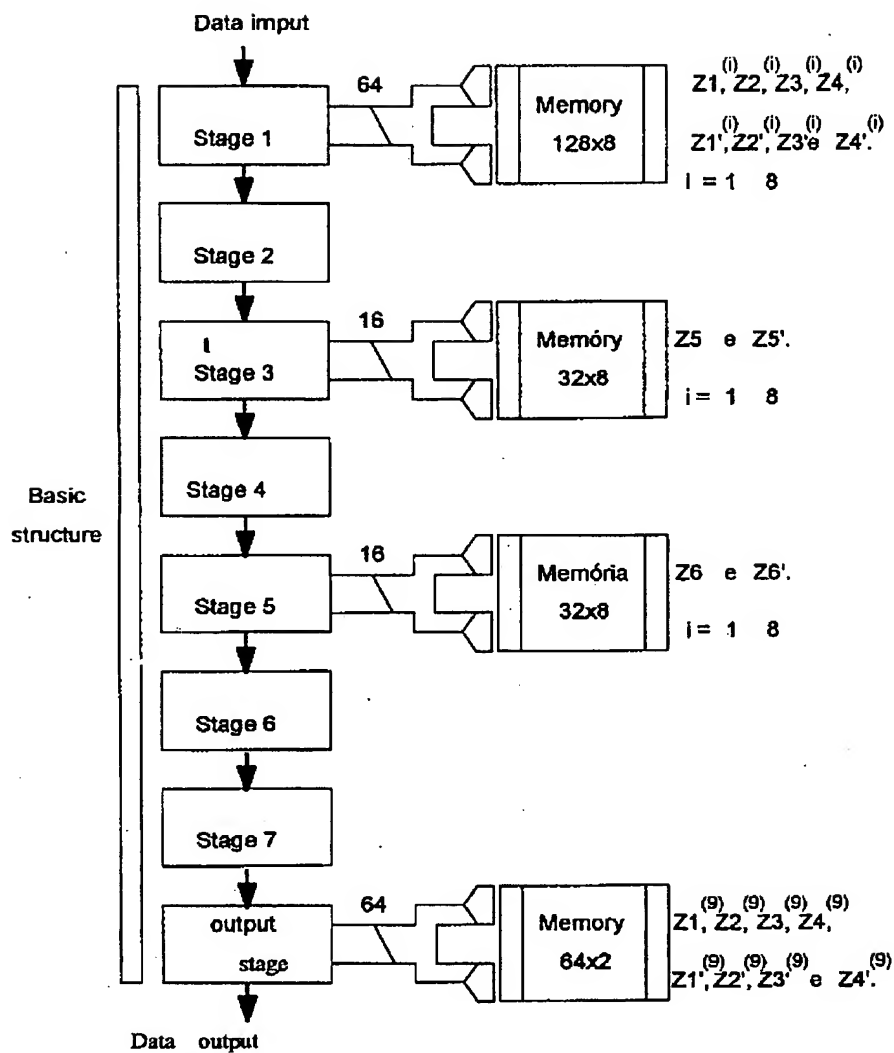 Data imput
64
Stage 1
Memory
128x8
Z1,(i) Z2,(i) Z3,(i) Z4,(i)
Z1',(i) Z2',(i) Z3'(i) e Z4'.(i)
i = 1 8
Stage 2
16
Stage 3
Memóry
32x8
Z5 e Z5'.
i = 1 8
Stage 4
Basic
structure
16
Stage 5
Memória
32x8
Z6 e Z6'.
i = 1 8
Stage 6
Stage 7
64
output
stage
Memory
64x2
Z1,(9) Z2,(9) Z3,(9) Z4,(9)
Z1',(9) Z2',(9) Z3'(9) e Z4'.(9)
Data output